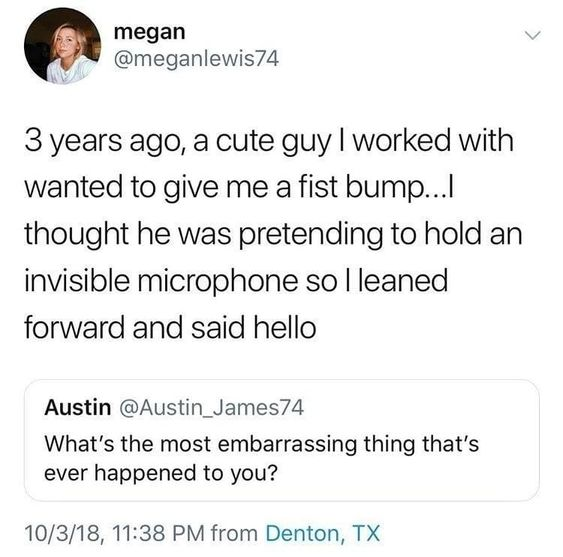 megan
@meganlewis74
3 years ago, a cute guy I worked with
wanted to give me a fist bump...I
thought he was pretending to hold an
invisible microphone so I leaned
forward and said hello
Austin @Austin_James74
What's the most embarrassing thing that's
ever happened to you?
10/3/18, 11:38 PM from Denton, TX